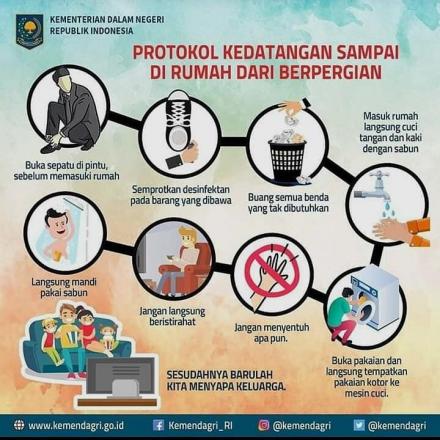 KEMENTERIAN DALAM NEGERI
REPUBLIK INDONESIA
PROTOKOL KEDATANGAN SAMPAI
DI RUMAH DARI BERPERGIAN
Buka sepatu di pintu,
sebelum memasuki rumah
Semprotkan desinfektan
pada barang yang dibawa
Buang semua benda
yang tak dibutuhkan
Masuk rumah
langsung cuci
tangan dan kaki
dengan sabun
Buka pakaian dan
langsung tempatkan
pakaian kotor ke
mesin cuci.
Jangan menyentuh
apa pun.
Jangan langsung
beristirahat
Langsung mandi
pakai sabun
SESUDAHNYA BARULAH
KITA MENYAPA KELUARGA.
www.kemendagri.go.id
Kemendagri_RI
@kemendagri
@kemendagri